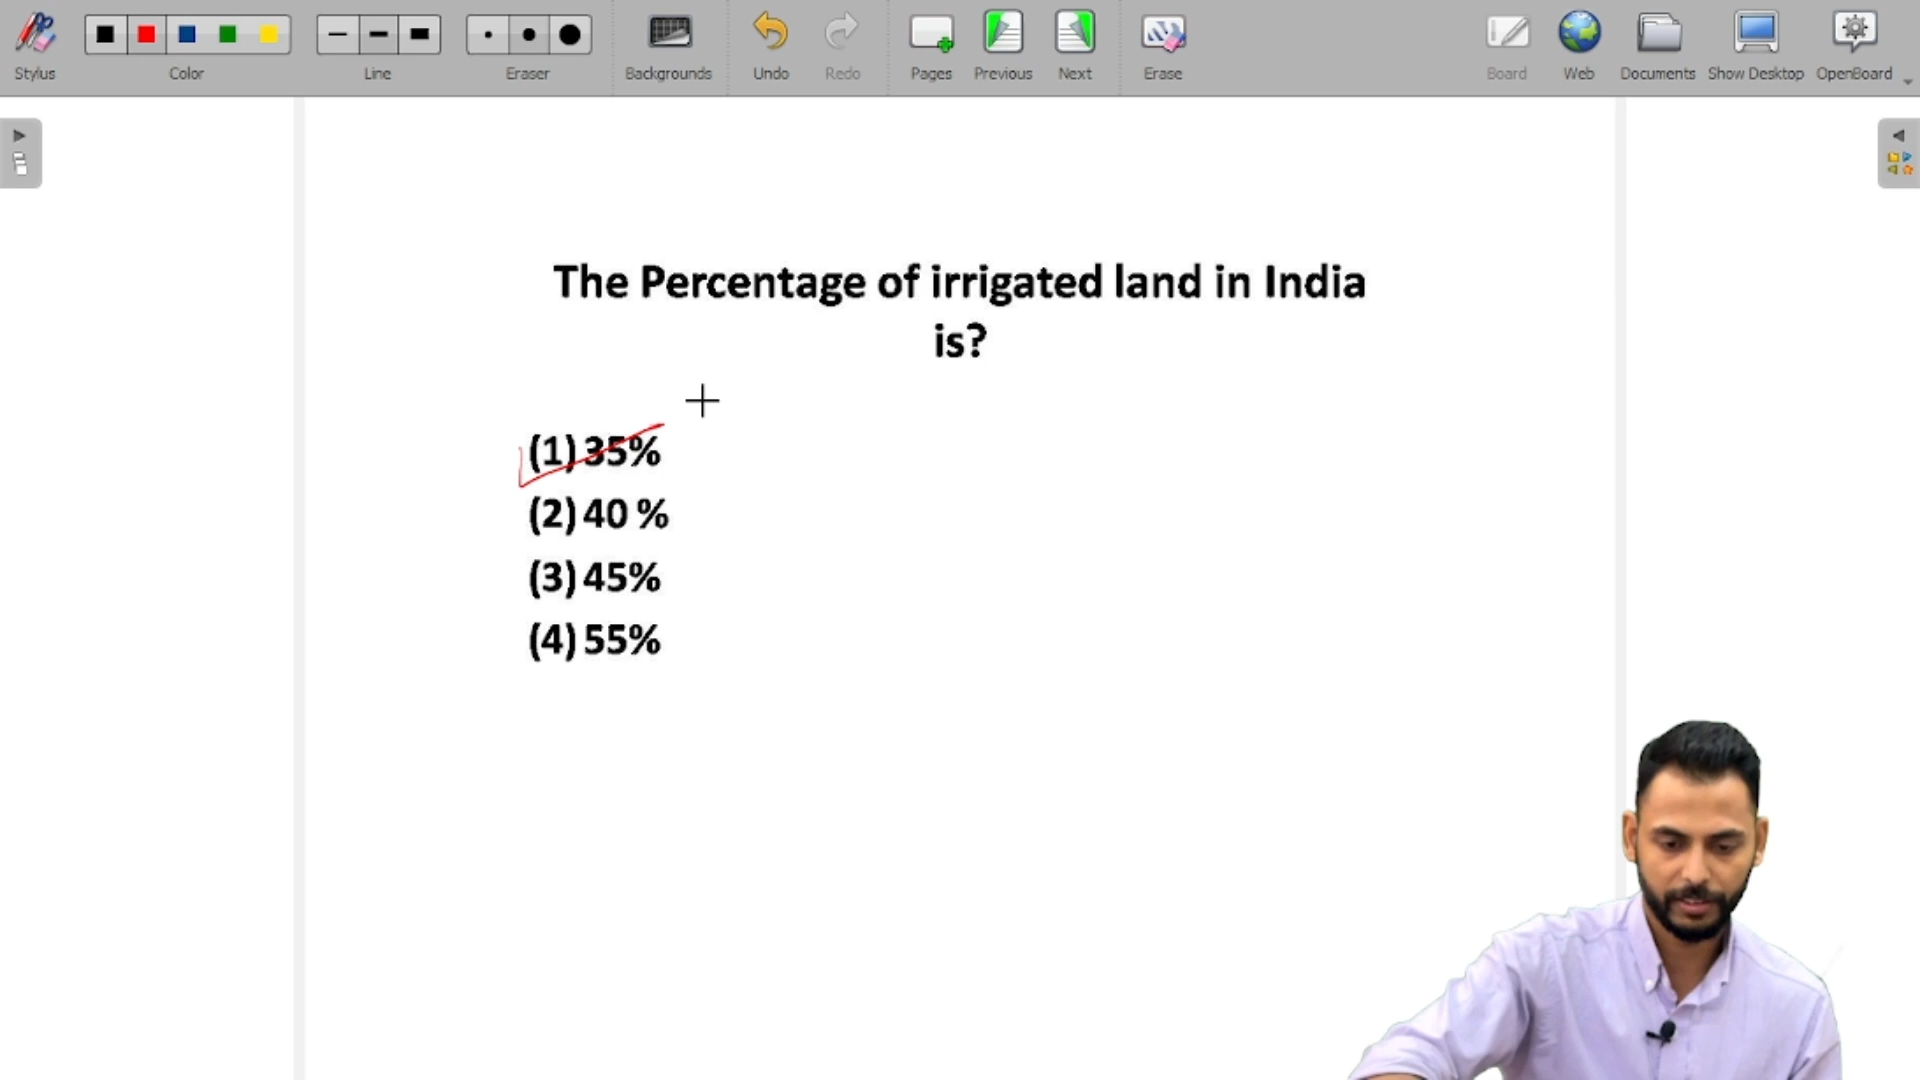 Stylus
Color
Line
Eraser
Backgrounds
Undo
Redo
Pages
Previous
Next
Erase
Board
Web
Documents
Show Desktop
OpenBoard
The Percentage of irrigated land in India
is?
(1) 35%
(2) 40 %
(3) 45%
(4) 55%